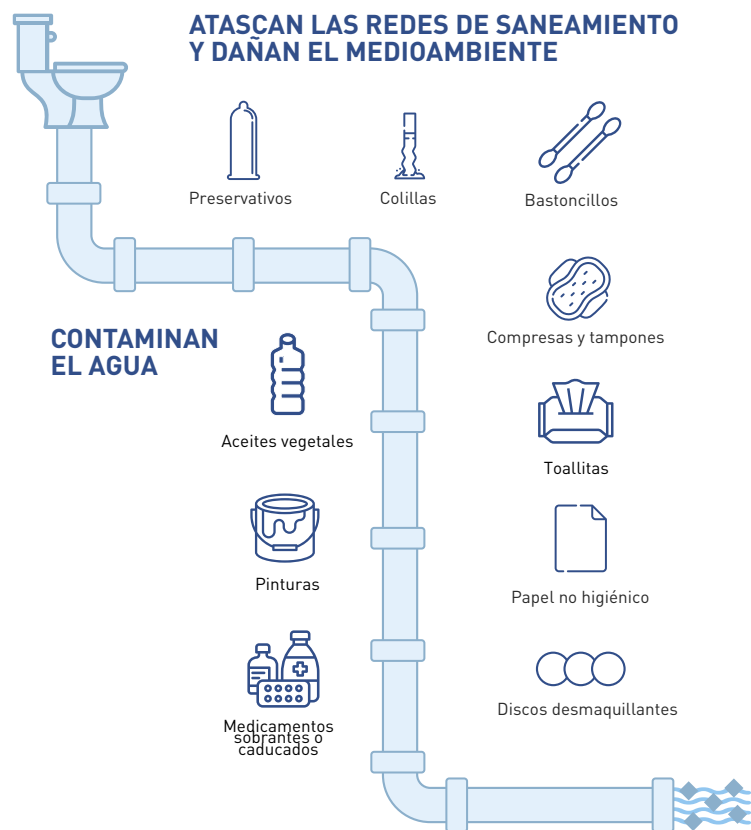 ATASCAN LAS REDES DE SANEAMIENTO
Y DAÑAN EL MEDIOAMBIENTE
Preservativos
Colillas
Bastoncillos
Compresas y tampones
Toallitas
Papel no higiénico
Discos desmaquillantes
CONTAMINAN
EL AGUA
Aceites vegetales
Pinturas
Medicamentos
sobrantes o
caducados